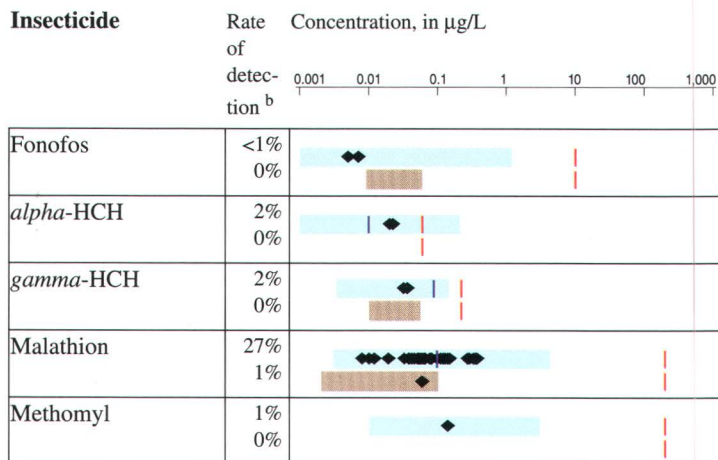 Insecticide Rate Concentration, in μg/L
of
detec-
tion b
0.001 0.01 0.1 1 10 100 1,000
Fonofos <1%
0%
alpha-HCH 2%
0%
gamma-HCH 2%
0%
Malathion 27%
1%
Methomyl 1%
0%